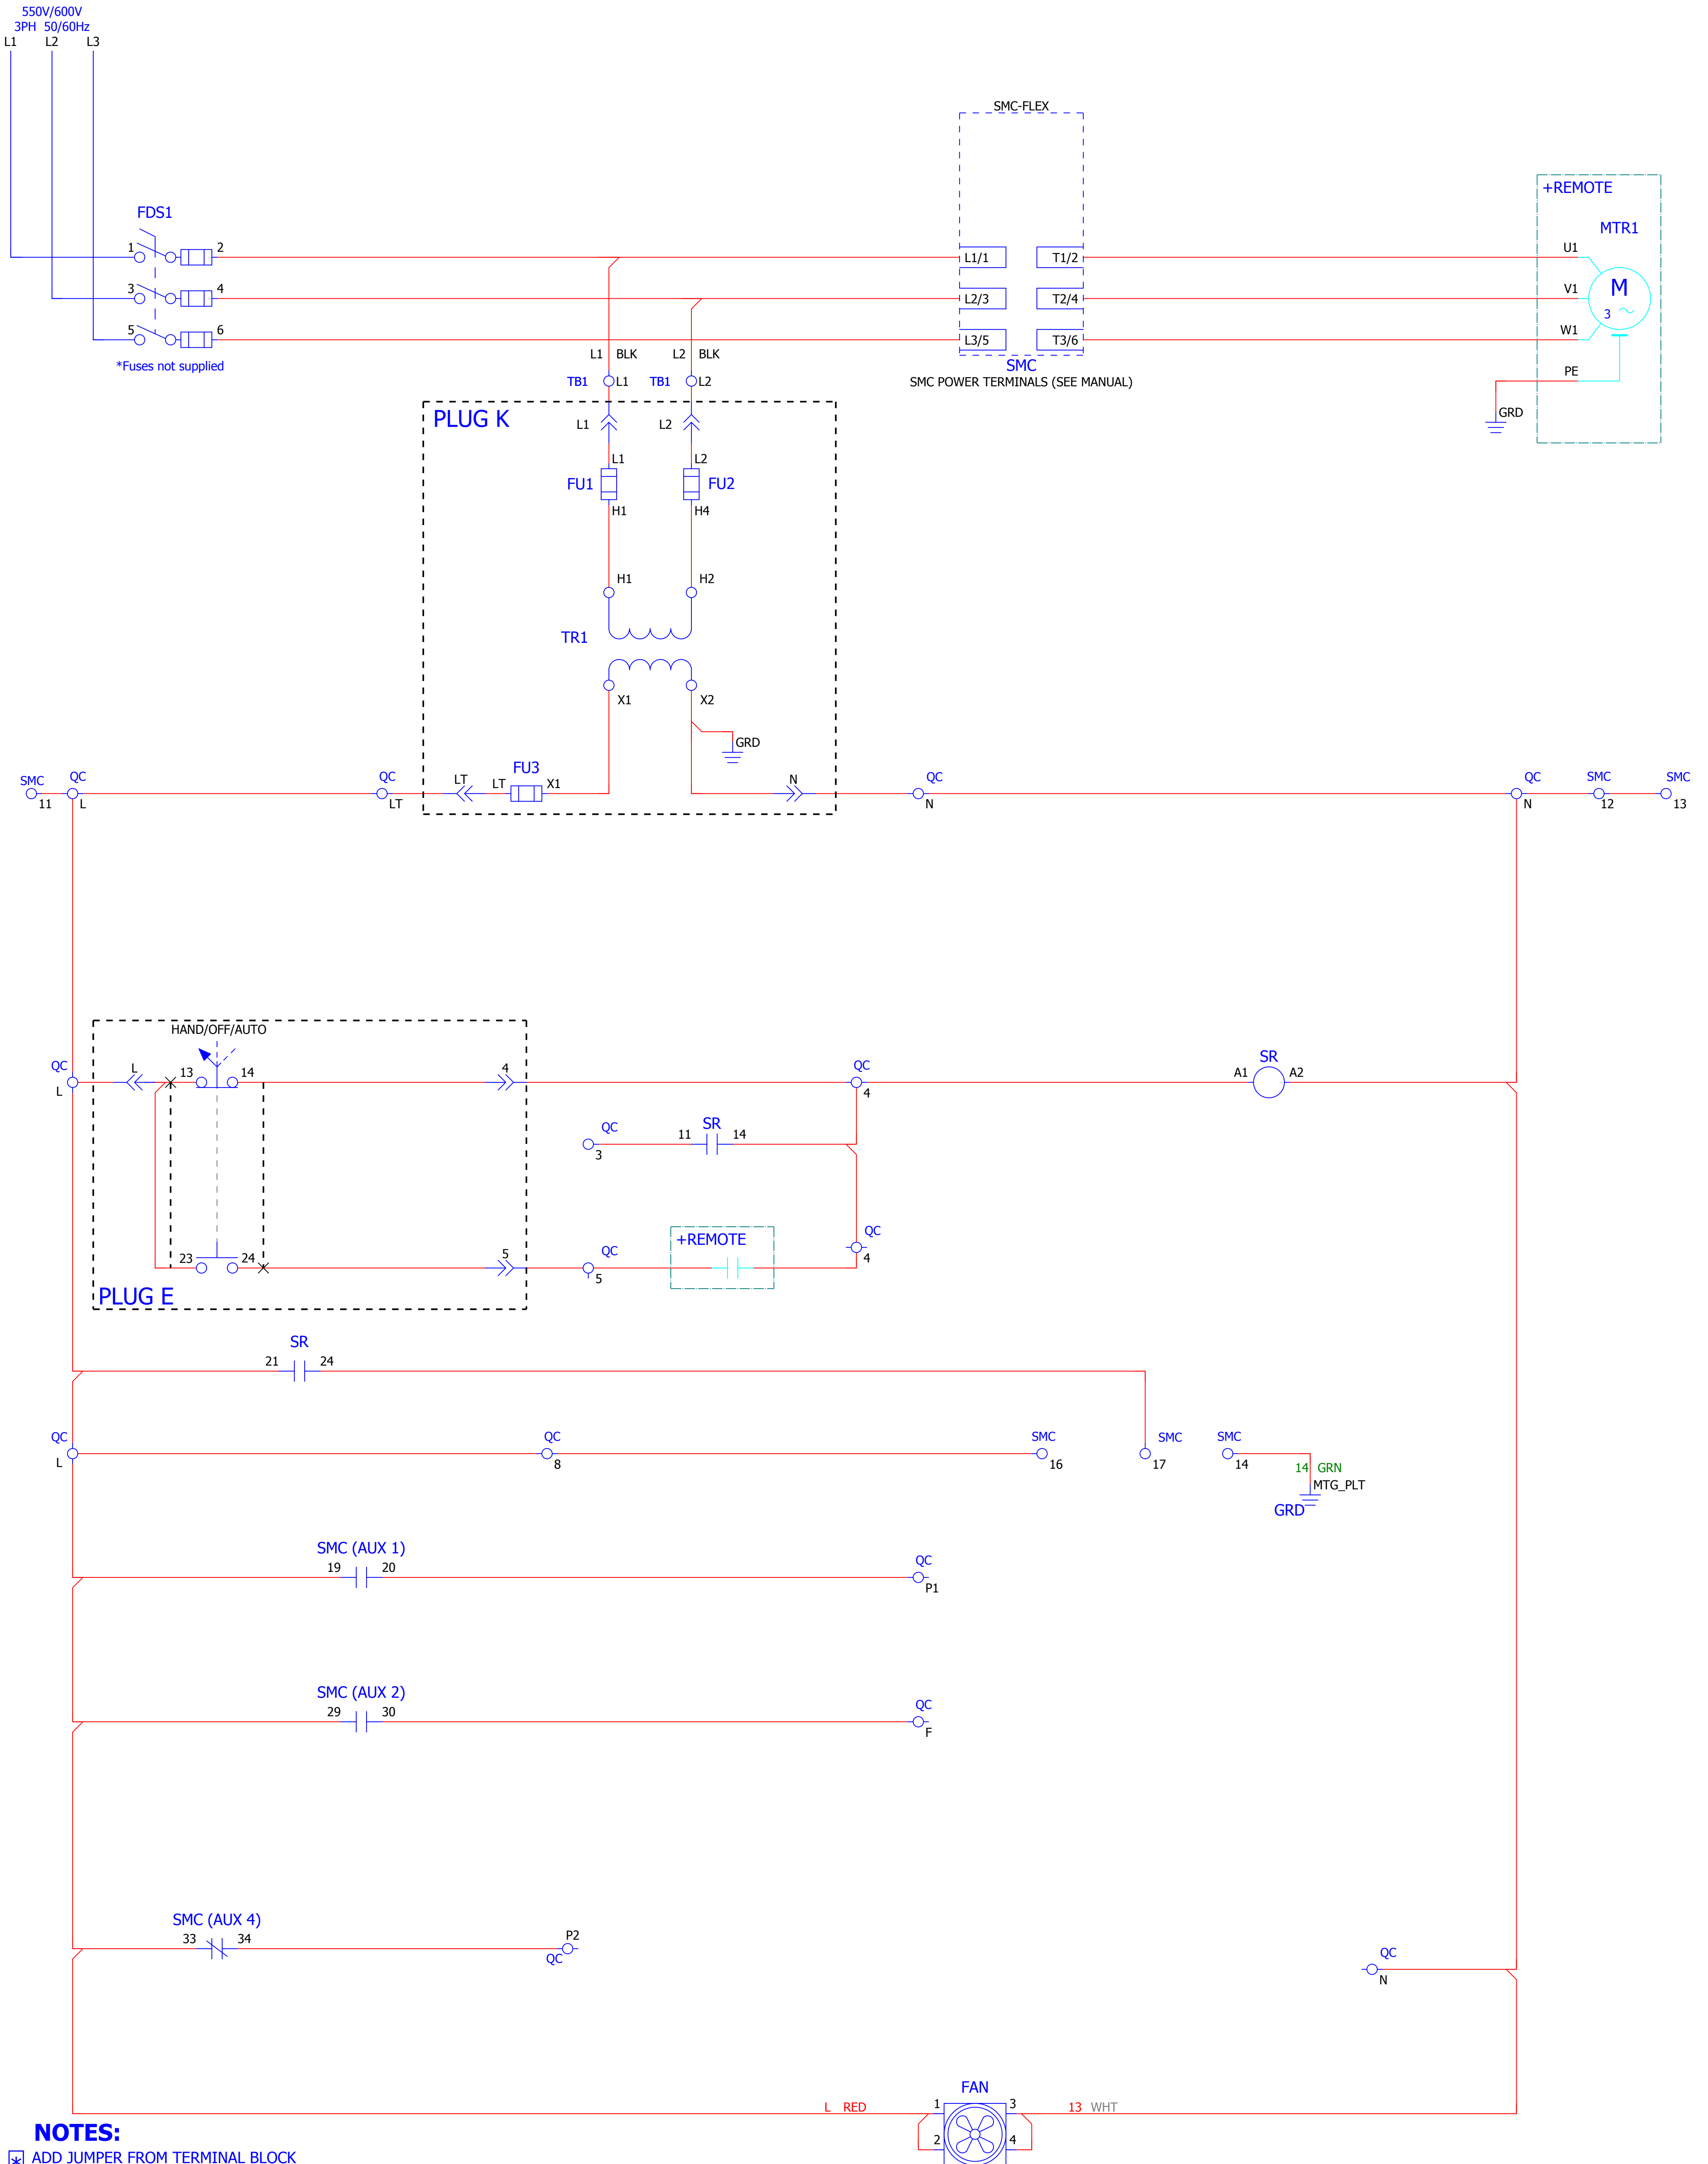 550V/600V
3PH 50/60Hz
L1 L2 L3
SMC-FLEX
+REMOTE
FDS1
MTR1
1 2
L1/1 T1/2
U1
3 4
L2/3 T2/4
V1
M
3
5 6
L3/5 T3/6
W1
*Fuses not supplied
L1 BLK L2 BLK
SMC
SMC POWER TERMINALS (SEE MANUAL)
PE
TB1 L1 TB1 L2
GRD
PLUG K
L1 L2
L1 L2
FU1 FU2
H1 H4
H1 H2
TR1
X1 X2
GRD
SMC QC QC LT LT FU3 X1 N QC QC SMC SMC
11 L LT N N 12 13
HAND/OFF/AUTO
QC L 13 14 4 QC SR
L 4 A1 A2
QC 11 SR 14
3
QC
23 24 5 QC +REMOTE 4
5
PLUG E
SR
21 24
QC QC SMC SMC SMC
L 8 16 17 14
14 GRN
MTG_PLT
GRD
SMC (AUX 1)
19 20 QC
P1
SMC (AUX 2)
29 30 QC
F
SMC (AUX 4)
33 34 P2
QC
QC
N
FAN
L RED 1 3 13 WHT
NOTES:
2 4
* ADD JUMPER FROM TERMINAL BLOCK